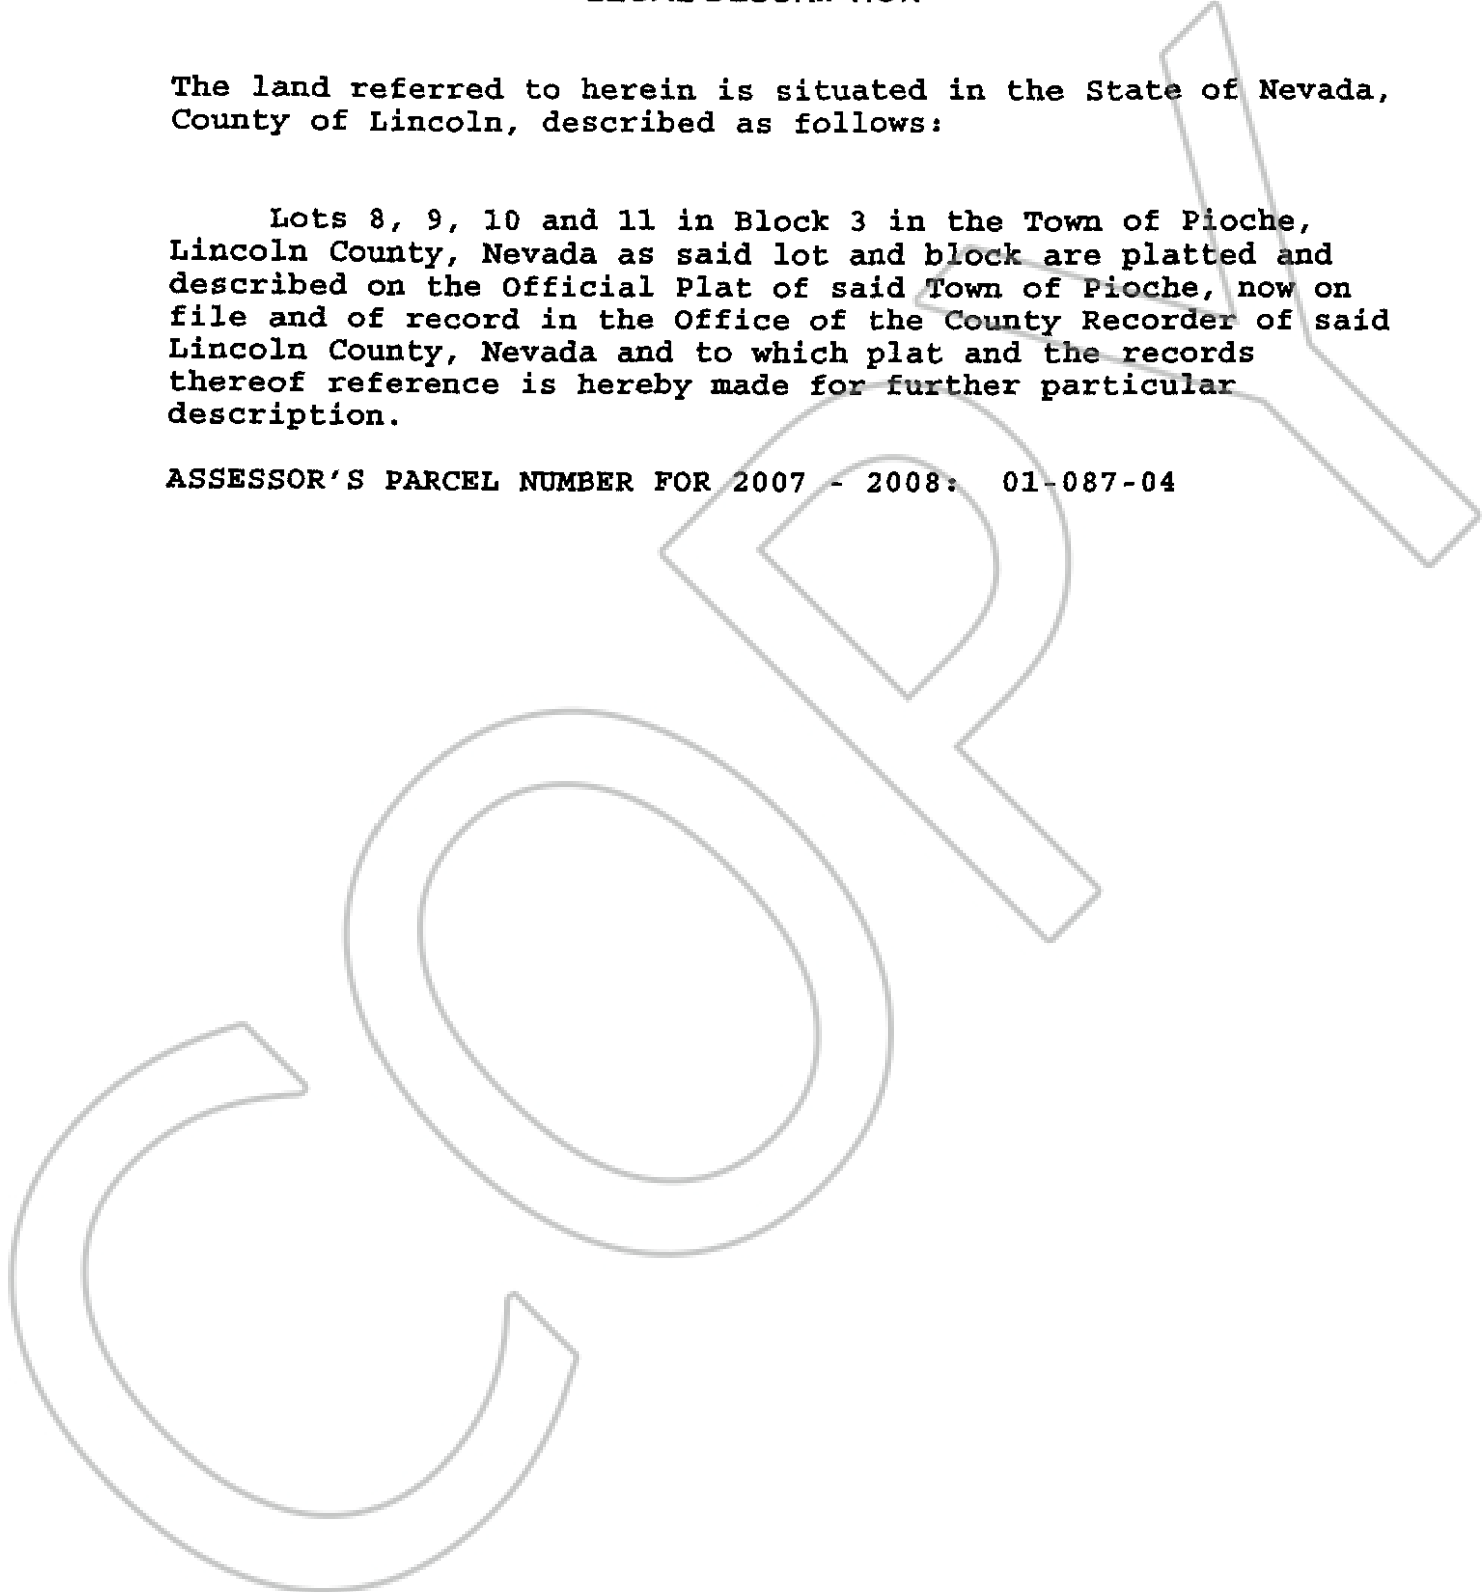 The land referred to herein is situated in the State of Nevada,
County of Lincoln, described as follows:
Lots 8, 9, 10 and 11 in Block 3 in the Town of Pioche,
Lincoln County, Nevada as said lot and block are platted and
described on the Official Plat of said Town of Pioche, now on
file and of record in the Office of the County Recorder of said
Lincoln County, Nevada and to which plat and the records
thereof reference is hereby made for further particular
description.
ASSESSOR'S PARCEL NUMBER FOR 2007 - 2008: 01-087-04
COPY